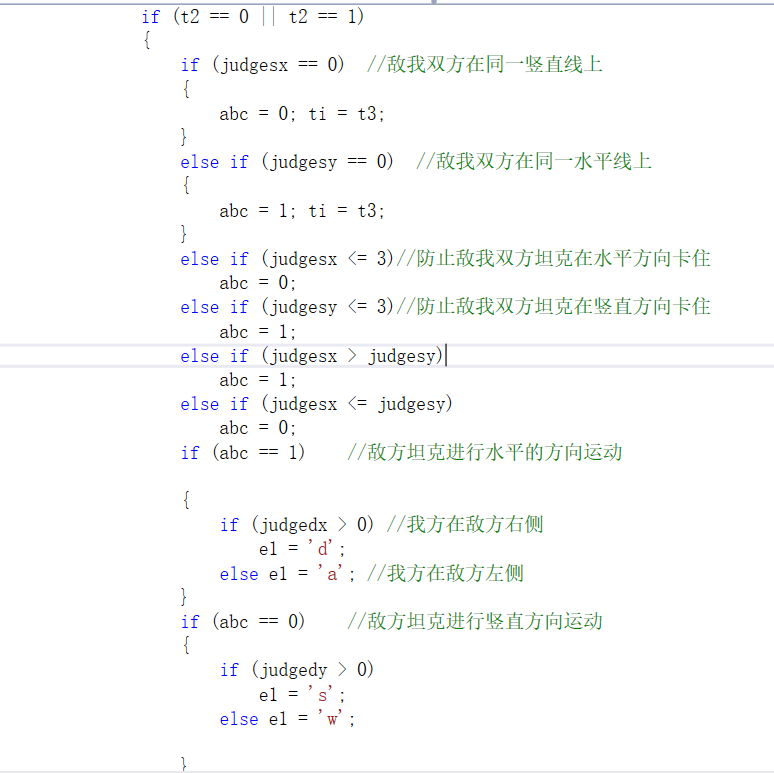 if (t2 == 0 || t2 == 1)
{
if (judgesx == 0)  //敌我双方在同一竖直线上
{
abc = 0; ti = t3;
}
else if (judgesy == 0)  //敌我双方在同一水平线上
{
abc = 1; ti = t3;
}
else if (judgesx <= 3)//防止敌我双方坦克在水平方向卡住
abc = 0;
else if (judgesy <= 3)//防止敌我双方坦克在竖直方向卡住
abc = 1;
else if (judgesx > judgesy)
abc = 1;
else if (judgesx <= judgesy)
abc = 0;
if (abc == 1)    //敌方坦克进行水平的方向运动
{
if (judgedx > 0) //我方在敌方右侧
el = 'd';
else el = 'a'; //我方在敌方左侧
}
if (abc == 0)    //敌方坦克进行竖直方向运动
{
if (judgedy > 0)
el = 's';
else el = 'w';
}